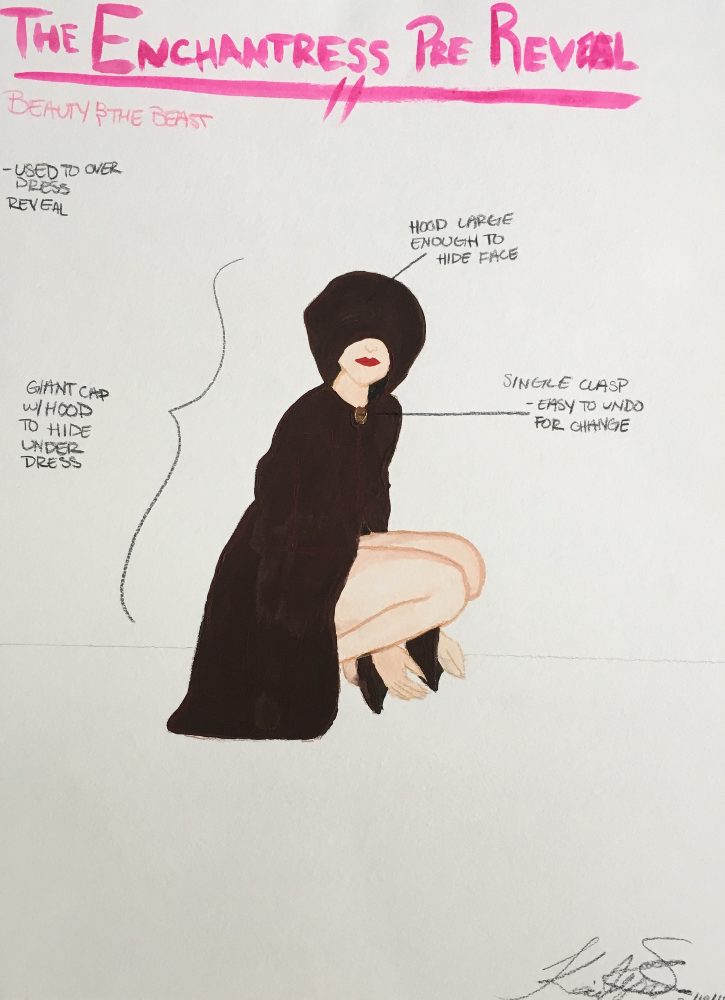 THE ENCHANTRESS PRE REVEAL
BEAUTY & THE BEAST
- USED TO OVER
DRESS
REVEAL
HOOD LARGE
ENOUGH TO
HIDE FACE
GIANT CAP
W/ HOOD
TO HIDE
UNDER
DRESS
SINGLE CLASP
- EASY TO UNDO
FOR CHANGE